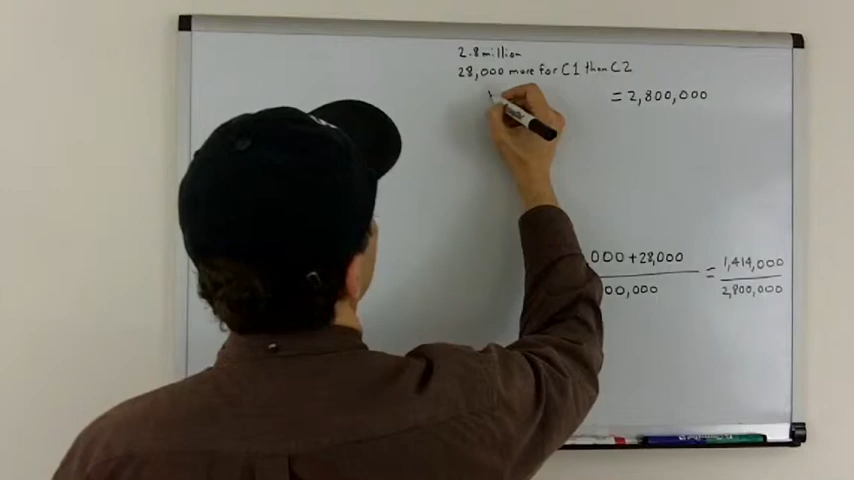 2.8 million
28,000 more for C1 then C2
= 2,800,000
000 + 28,000 = 1,414,000
00,000 2,800,000